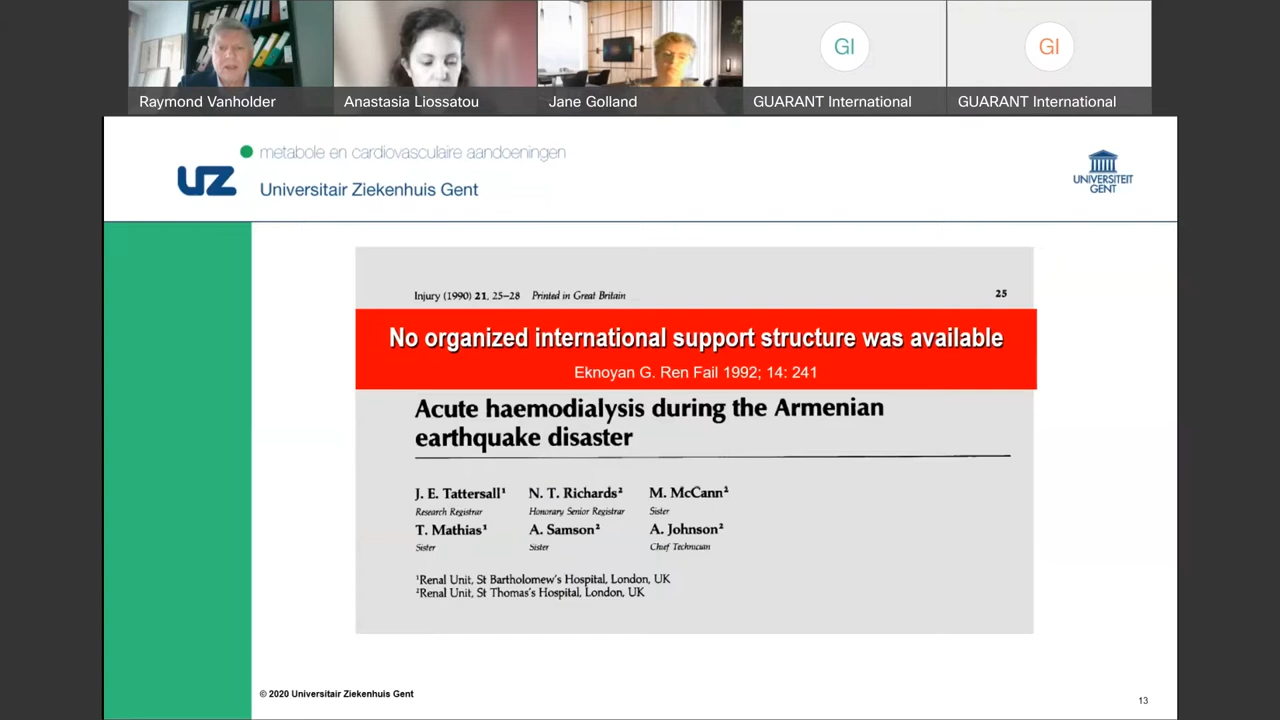 GI
GI
Raymond Vanholder
Anastasia Liossatou
Jane Golland
GUARANT International
GUARANT International
metabole en cardiovasculaire aandoeningen
UZ
Universitair Ziekenhuis Gent
UNIVERSITEIT
GENT
Injury (1990) 21, 25–28 Printed in Great Britain
25
No organized international support structure was available
Eknoyan G. Ren Fail 1992; 14: 241
Acute haemodialysis during the Armenian
earthquake disaster
J. E. Tattersall¹ N. T. Richards² M. McCann²
Research Registrar Honorary Senior Registrar Sister
T. Mathias¹ A. Samson² A. Johnson²
Sister Sister Chief Technician
¹Renal Unit, St Bartholomew's Hospital, London, UK
²Renal Unit, St Thomas's Hospital, London, UK
© 2020 Universitair Ziekenhuis Gent
13